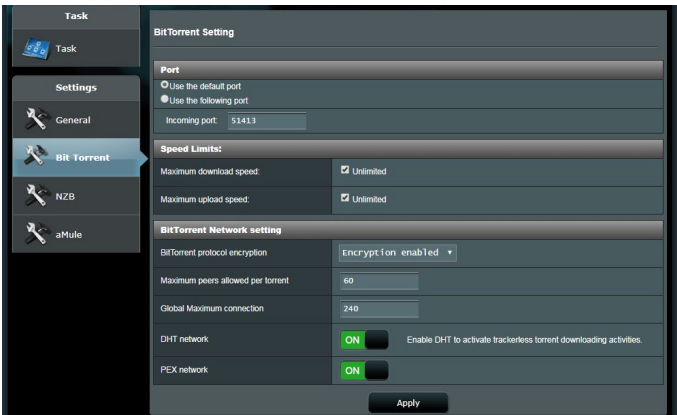 Task
Task
Settings
General
Bit Torrent
NZB
aMule
BitTorrent Setting
Port
Use the default port
Use the following port
Incoming port: 51413
Speed Limits:
Maximum download speed: Unlimited
Maximum upload speed: Unlimited
BitTorrent Network setting
BitTorrent protocol encryption Encryption enabled
Maximum peers allowed per torrent 60
Global Maximum connection 240
DHT network ON Enable DHT to activate trackerless torrent downloading activities.
PEX network ON
Apply